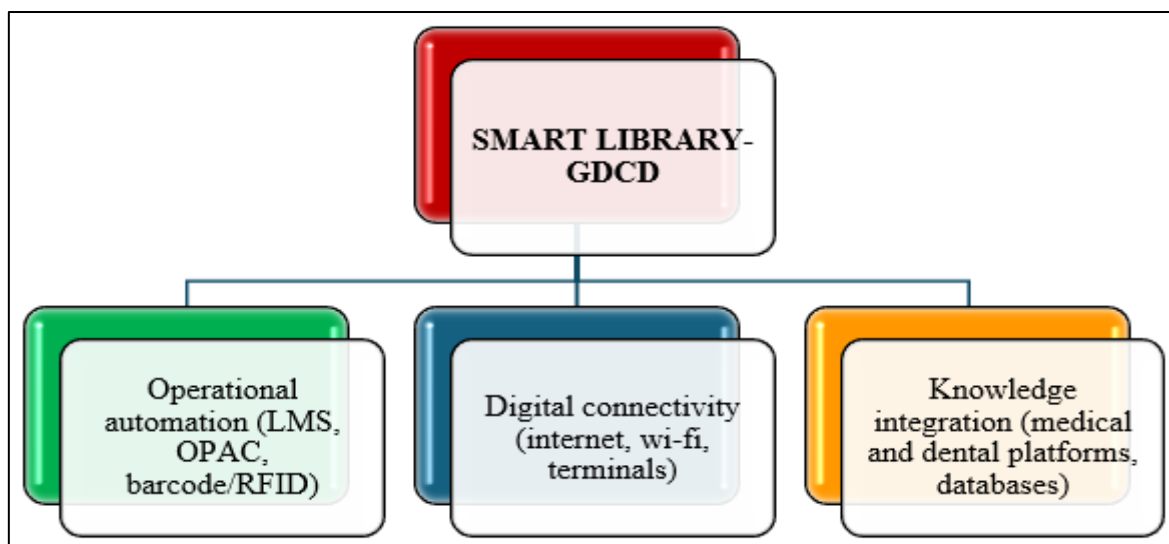 SMART LIBRARY-
GDCD
Operational
automation (LMS,
OPAC,
barcode/RFID)
Digital connectivity
(internet, wi-fi,
terminals)
Knowledge
integration (medical
and dental platforms,
databases)